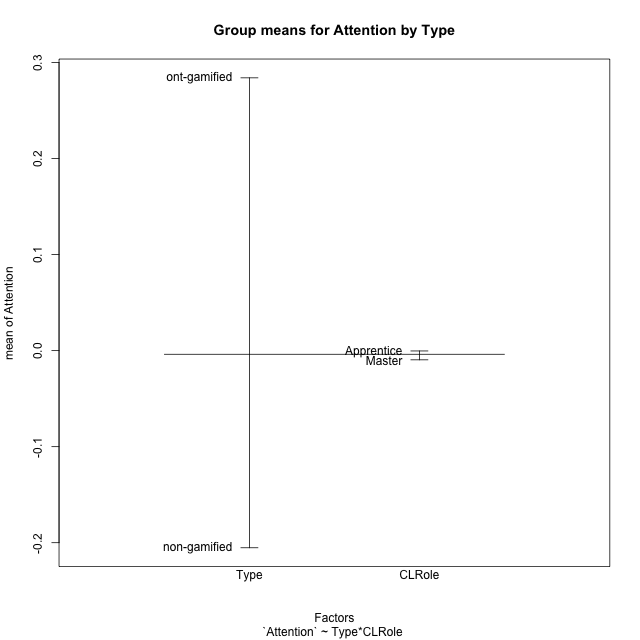 Group means for Attention by Type
0.3
ont-gamified
0.2
0.1
mean of Attention
0.0
Apprentice
Master
-0.1
-0.2
non-gamified
Type CLRole
Factors
`Attention` ~ Type*CLRole